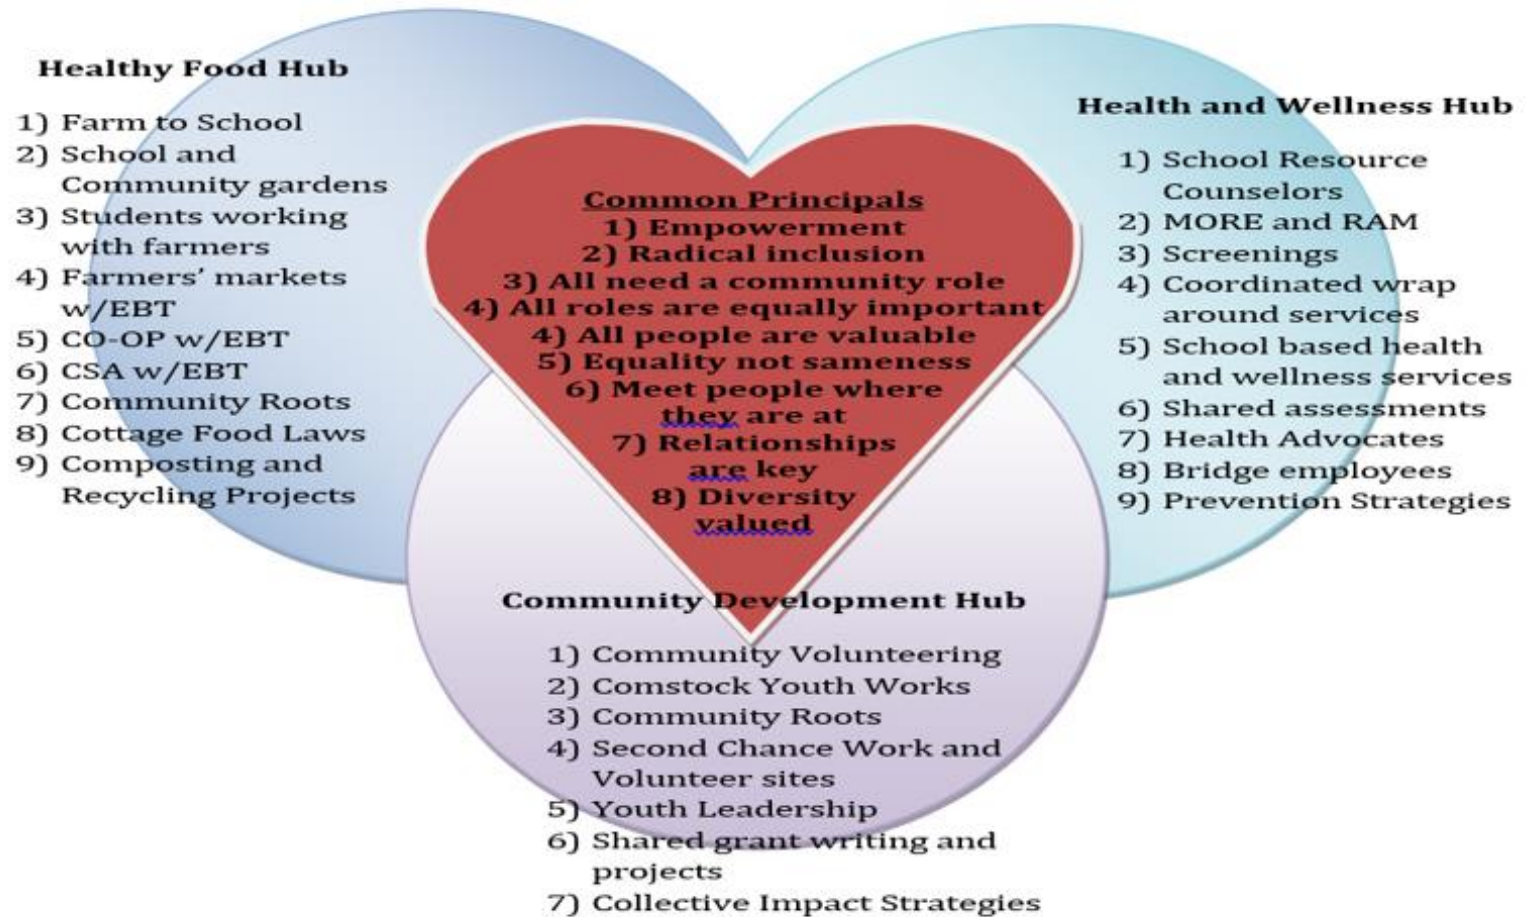 Healthy Food Hub
1) Farm to School
2) School and
Community gardens
3) Students working
with farmers
4) Farmers’ markets
w/EBT
5) CO-OP w/EBT
6) CSA w/EBT
7) Community Roots
8) Cottage Food Laws
9) Composting and
Recycling Projects
Common Principals
1) Empowerment
2) Radical inclusion
3) All need a community role
4) All roles are equally important
4) All people are valuable
5) Equality not sameness
6) Meet people where
they are at
7) Relationships
are key
8) Diversity
valued
Health and Wellness Hub
1) School Resource
Counselors
2) MORE and RAM
3) Screenings
4) Coordinated wrap
around services
5) School based health
and wellness services
6) Shared assessments
7) Health Advocates
8) Bridge employees
9) Prevention Strategies
Community Development Hub
1) Community Volunteering
2) Comstock Youth Works
3) Community Roots
4) Second Chance Work and
Volunteer sites
5) Youth Leadership
6) Shared grant writing and
projects
7) Collective Impact Strategies